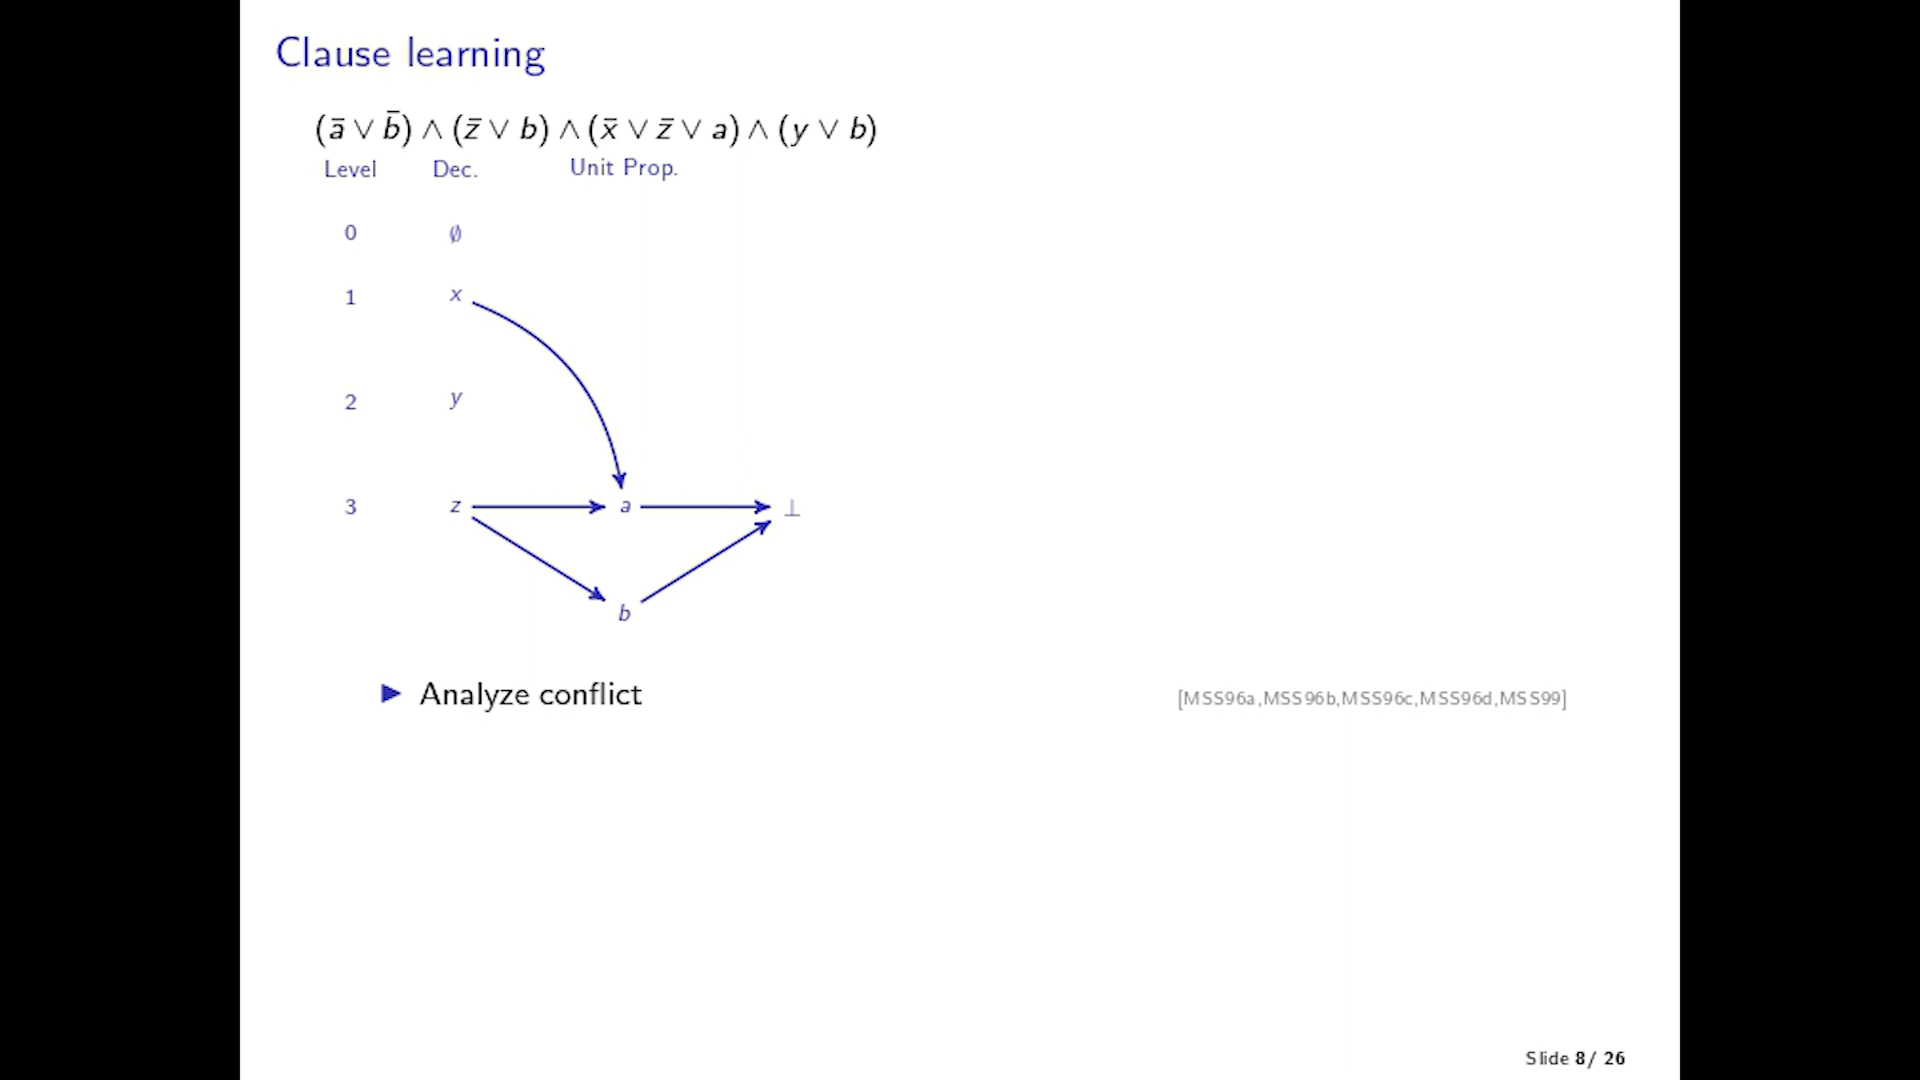 Clause learning
(ā ∨ b̄) ∧ (z̄ ∨ b) ∧ (x̄ ∨ z̄ ∨ a) ∧ (y ∨ b)
Level Dec. Unit Prop.
0 ∅
1 x
2 y
3 z a ⊥
b
▶ Analyze conflict [MSS96a,MSS96b,MSS96c,MSS96d,MSS99]
Slide 8/ 26